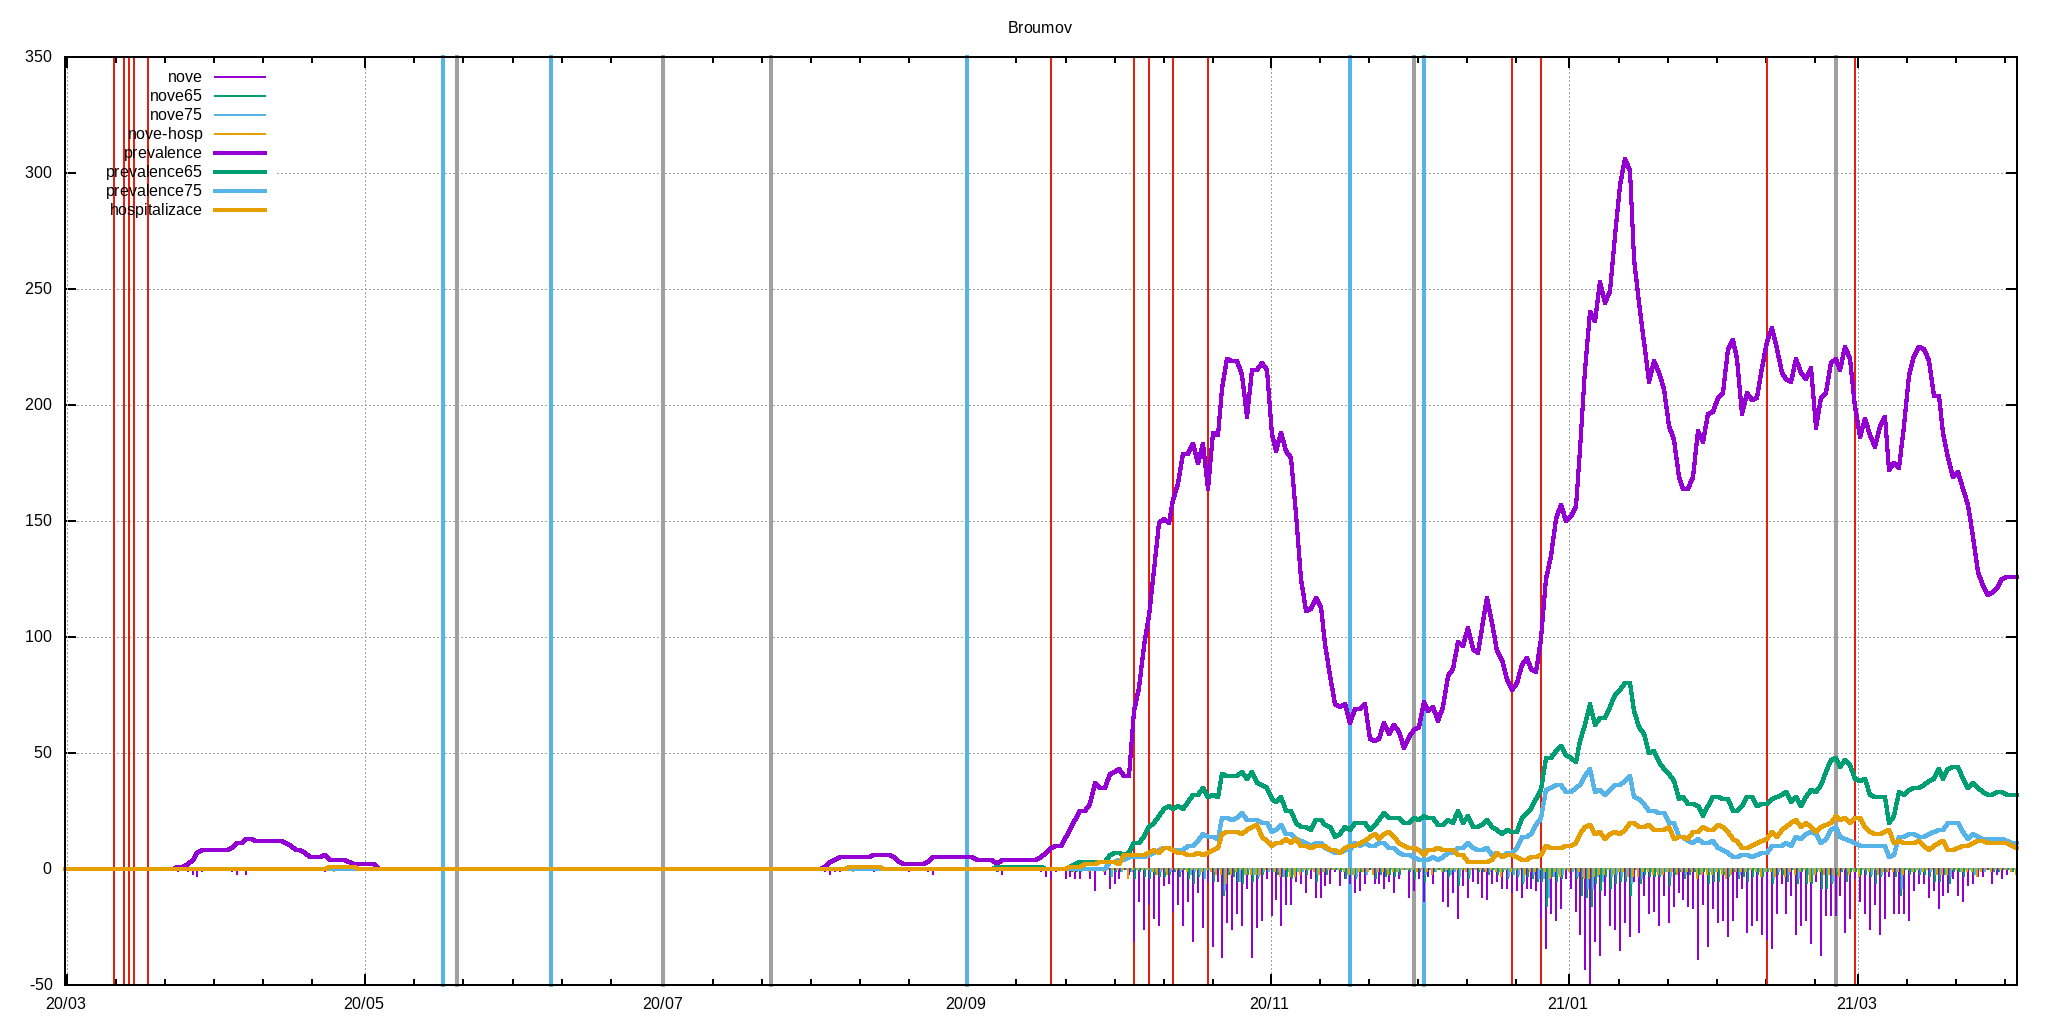 Broumov
350
300
250
200
150
100
50
0
-50
nove
nove65
nove75
nove-hosp
prevalence
prevalence65
prevalence75
hospitalizace
20/03 20/05 20/07 20/09 20/11 21/01 21/03